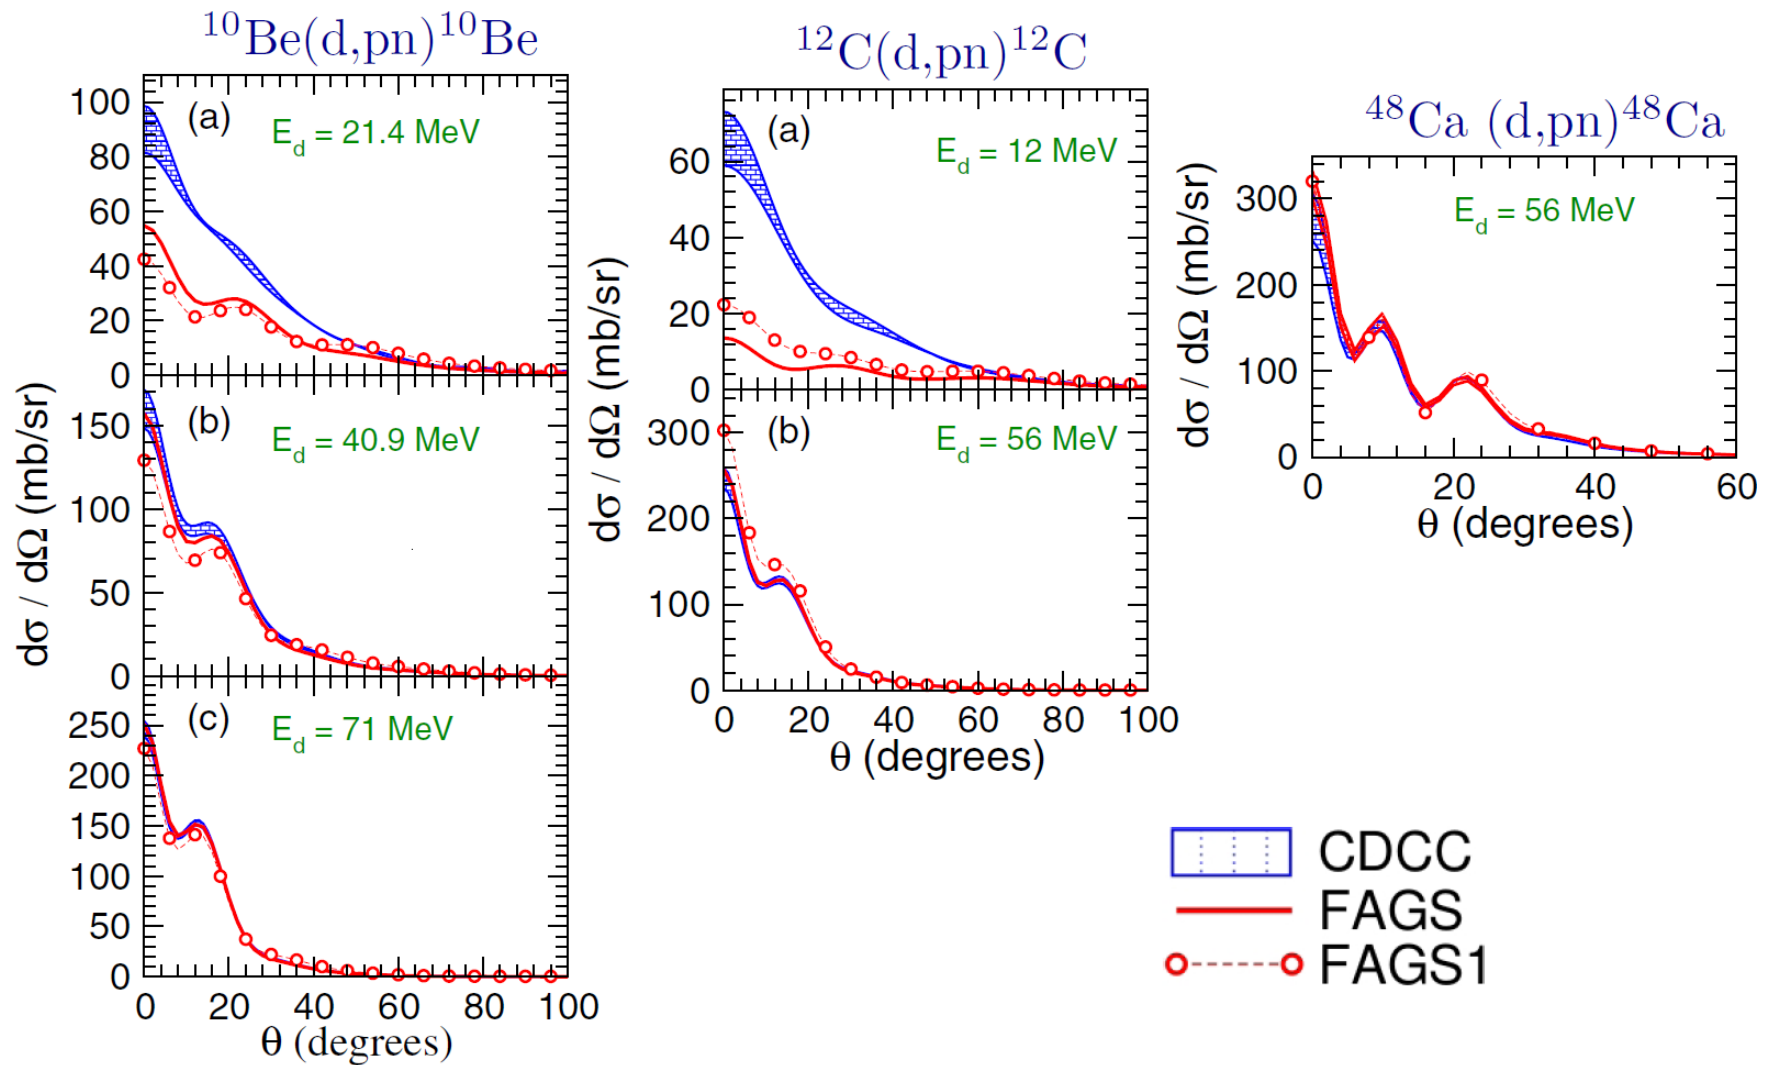 ¹⁰Be(d,pn)¹⁰Be
¹²C(d,pn)¹²C
⁴⁸Ca (d,pn)⁴⁸Ca
dσ / dΩ (mb/sr)
(a)
E_d = 21.4 MeV
100
80
60
40
20
0
(b)
E_d = 40.9 MeV
150
100
50
0
(c)
E_d = 71 MeV
250
200
150
100
50
0
0 20 40 60 80 100
θ (degrees)
dσ / dΩ (mb/sr)
(a)
E_d = 12 MeV
60
40
20
0
(b)
E_d = 56 MeV
300
200
100
0
0 20 40 60 80 100
θ (degrees)
dσ / dΩ (mb/sr)
E_d = 56 MeV
300
200
100
0
0 20 40 60
θ (degrees)
CDCC
FAGS
FAGS1